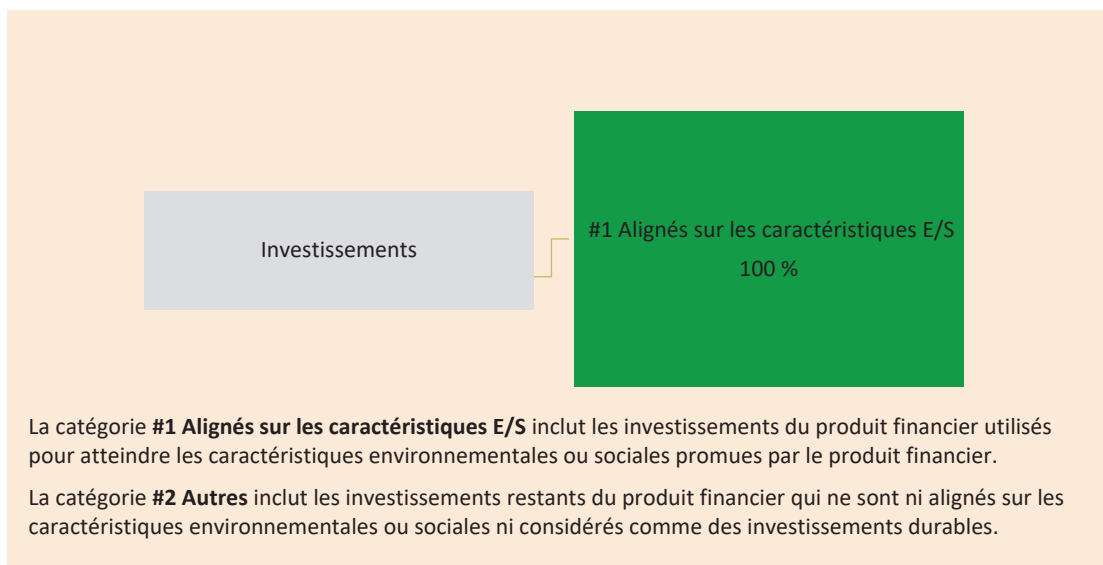 Investissements
#1 Alignés sur les caractéristiques E/S
100 %
La catégorie #1 Alignés sur les caractéristiques E/S inclut les investissements du produit financier utilisés
pour atteindre les caractéristiques environnementales ou sociales promues par le produit financier.
La catégorie #2 Autres inclut les investissements restants du produit financier qui ne sont ni alignés sur les
caractéristiques environnementales ou sociales ni considérés comme des investissements durables.